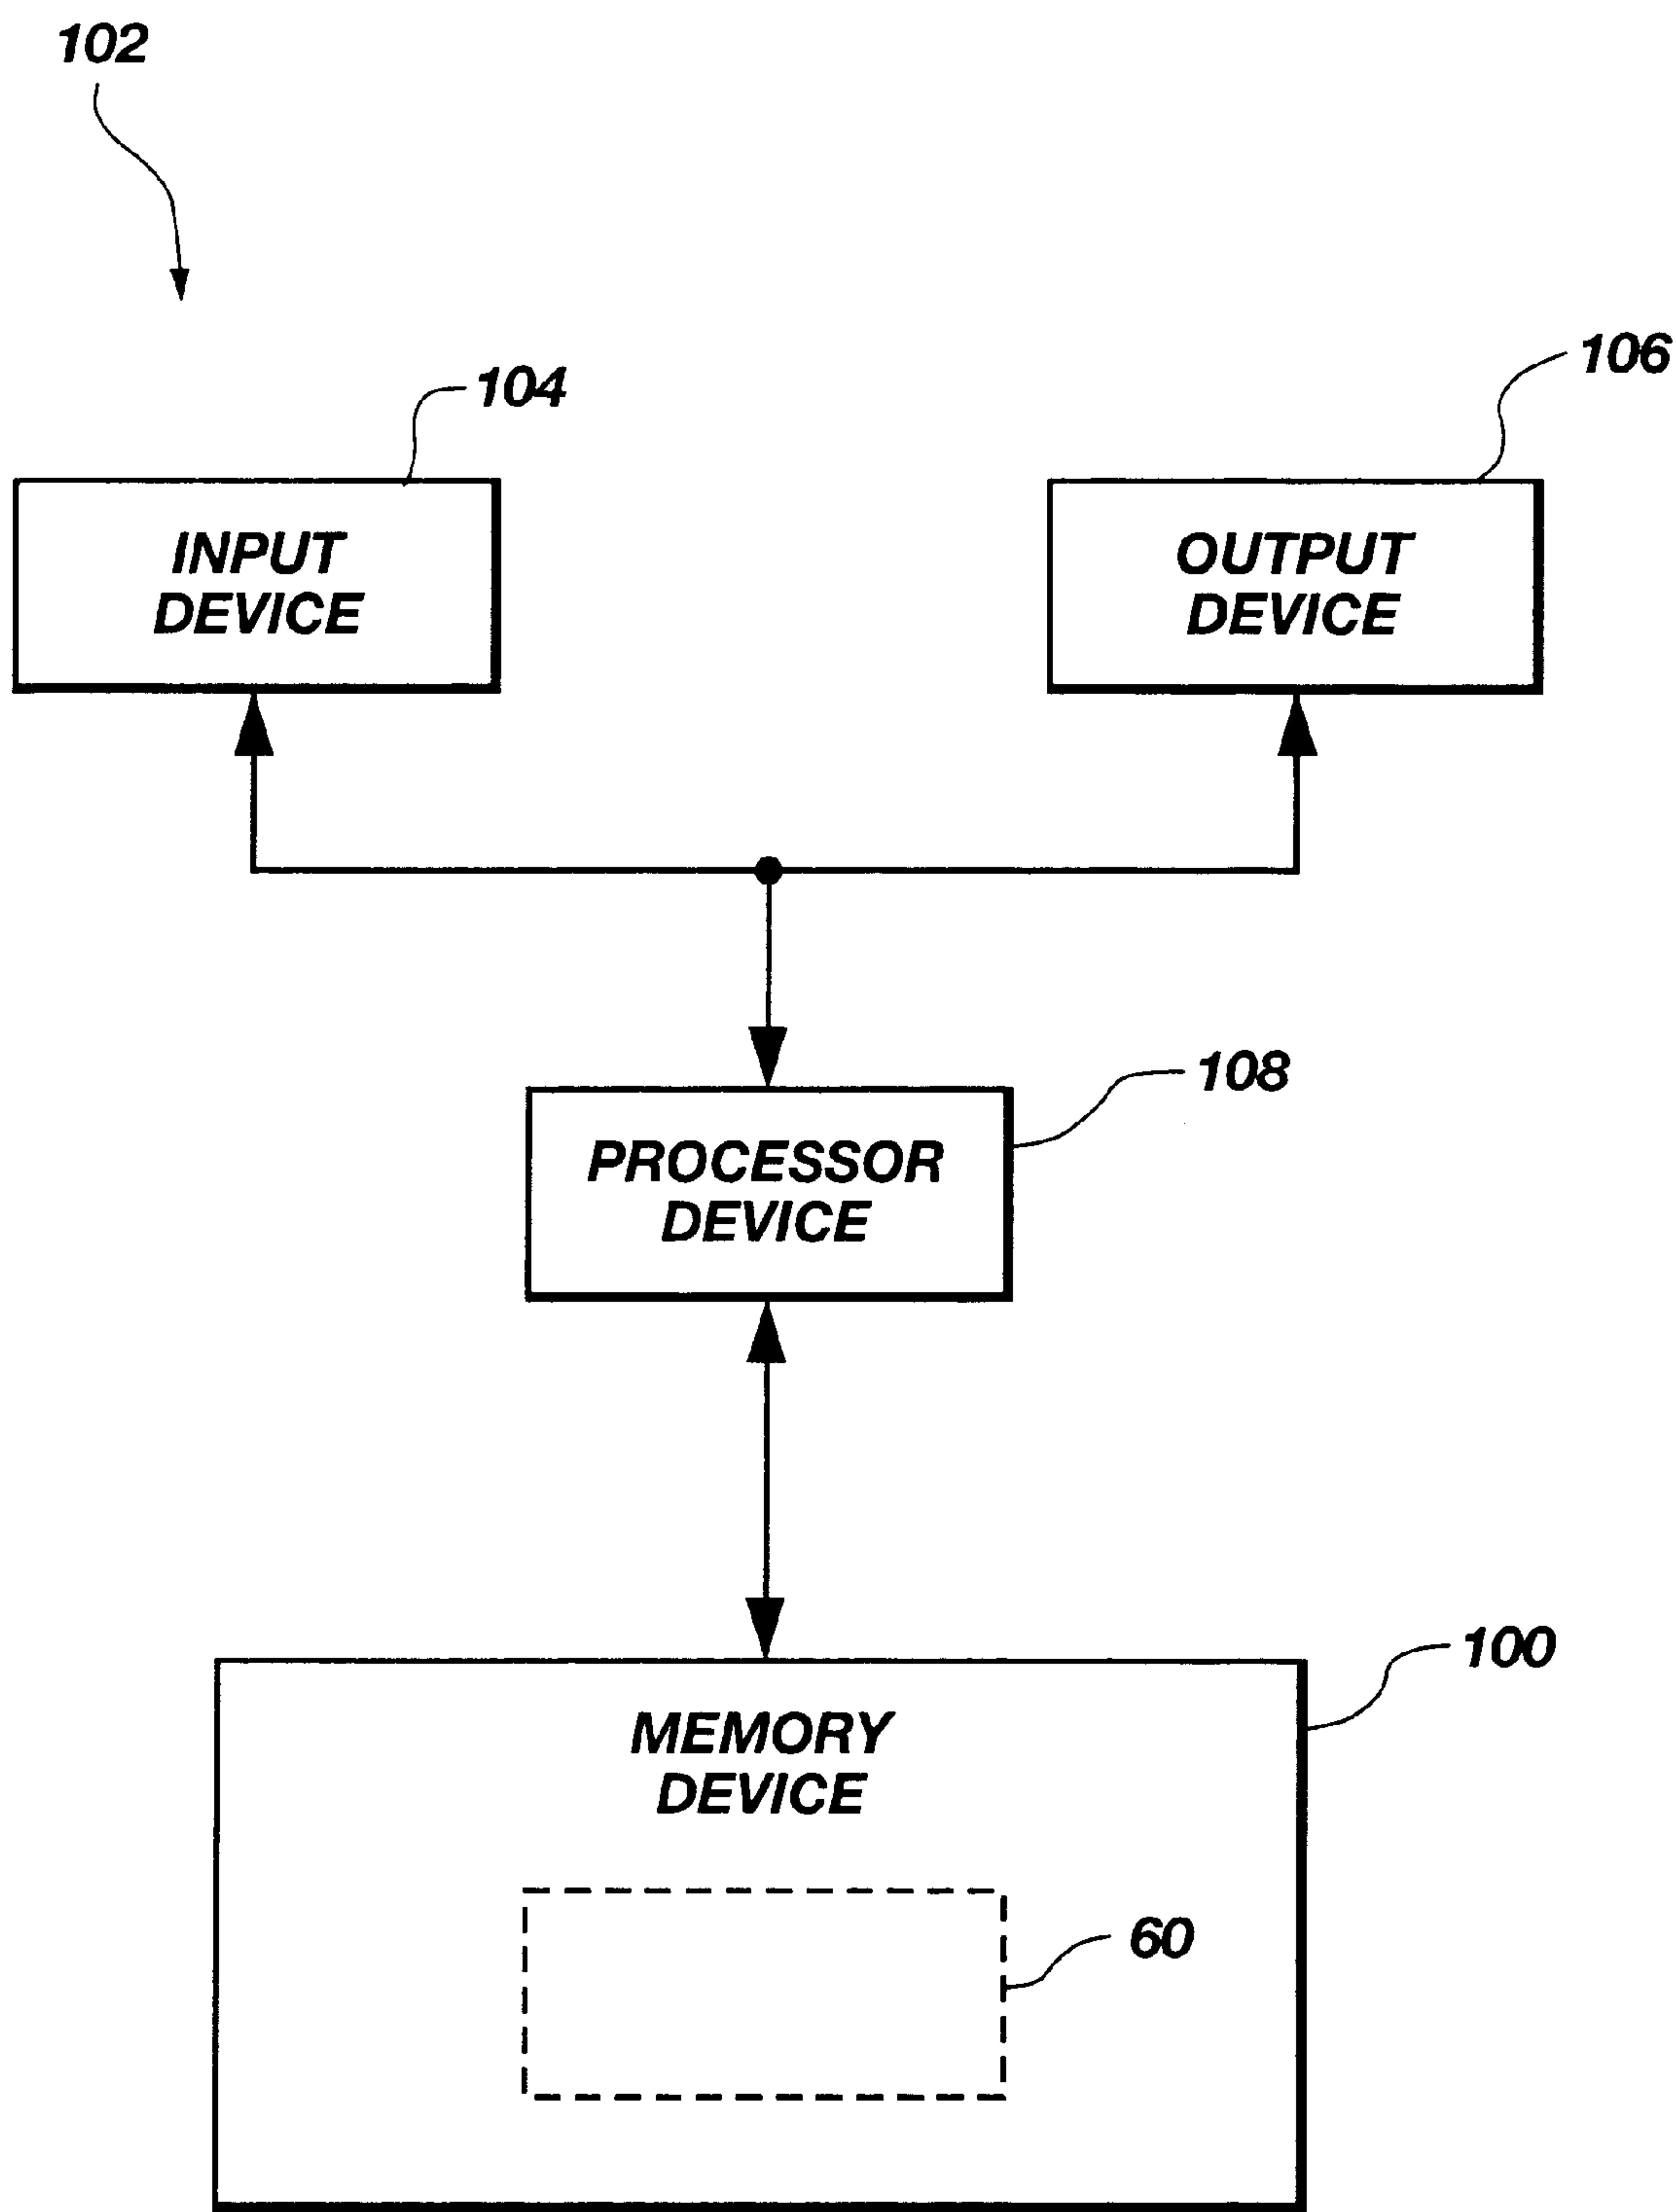 102
104
106
INPUT
DEVICE
OUTPUT
DEVICE
108
PROCESSOR
DEVICE
100
MEMORY
DEVICE
60